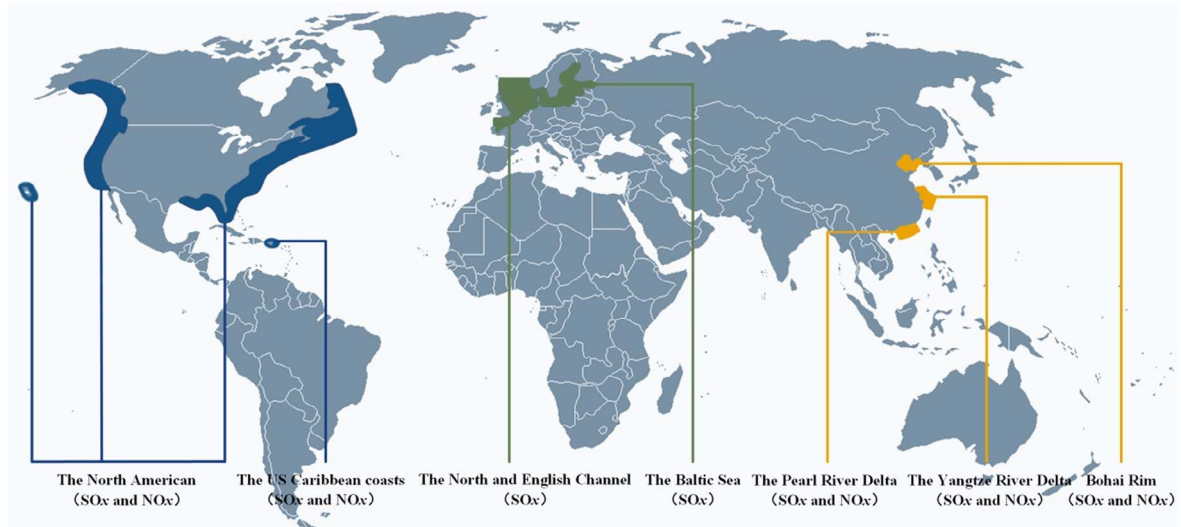 The North American
（SOx and NOx）
The US Caribbean coasts
（SOx and NOx）
The North and English Channel
（SOx）
The Baltic Sea
（SOx）
The Pearl River Delta
（SOx and NOx）
The Yangtze River Delta
（SOx and NOx）
Bohai Rim
（SOx and NOx）